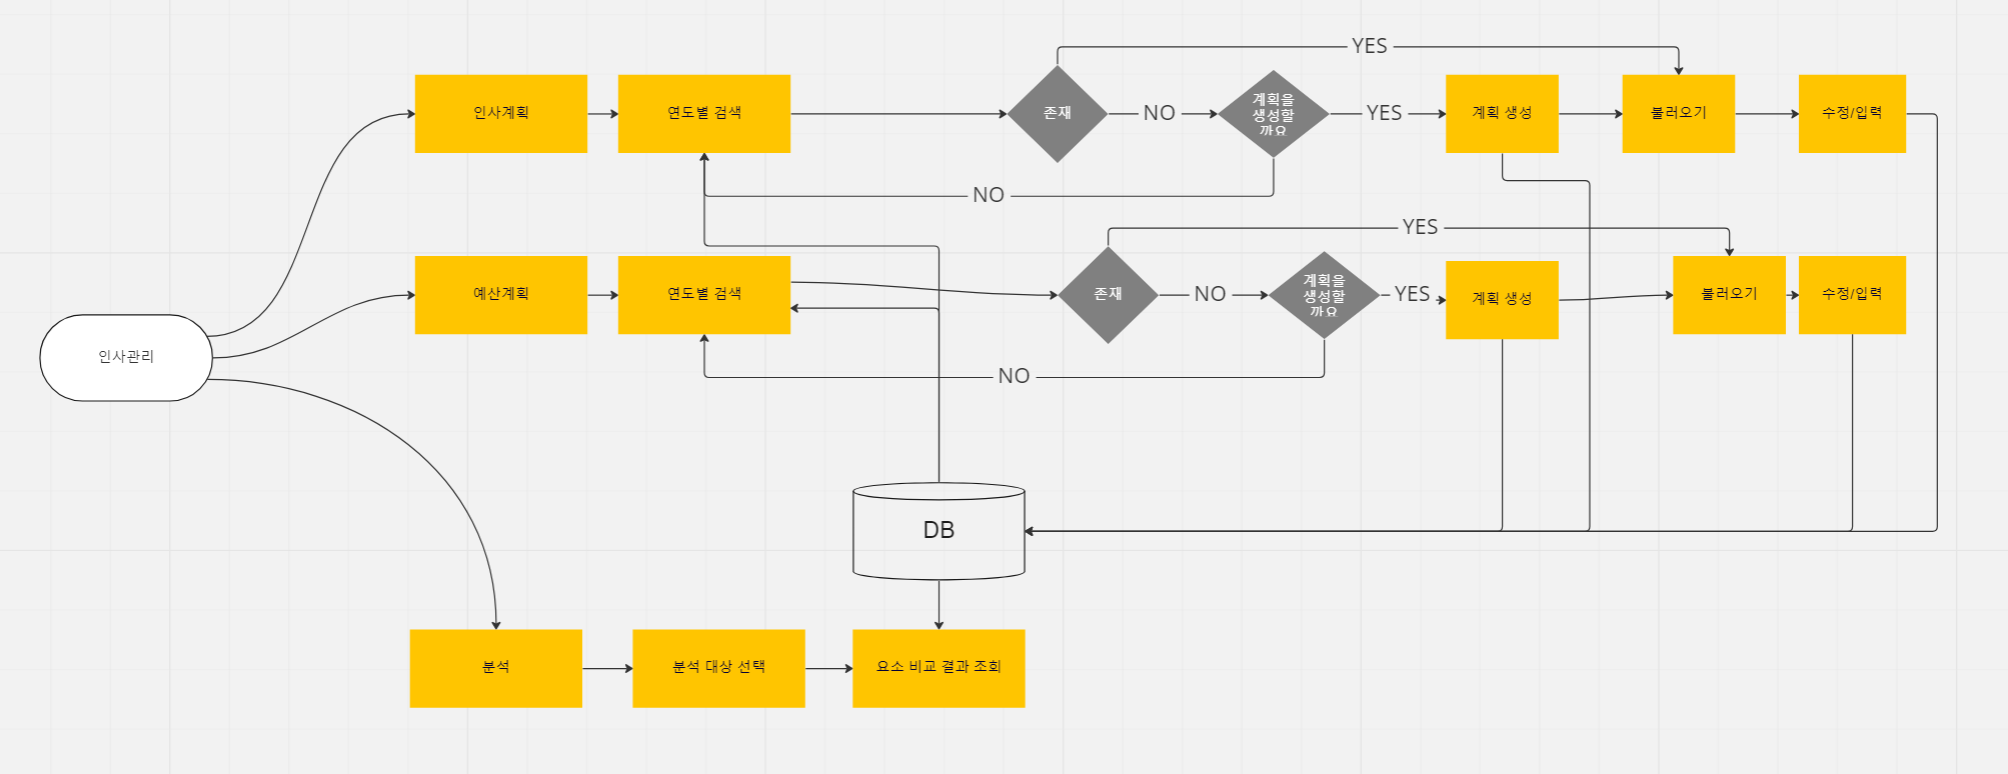 YES
인사계획
연도별 검색
존재
NO
계획을
생성할
까요
YES
계획 생성
불러오기
수정/입력
NO
YES
예산계획
연도별 검색
존재
NO
계획을
생성할
까요
YES
계획 생성
불러오기
수정/입력
인사관리
NO
DB
분석
분석 대상 선택
요소 비교 결과 조회